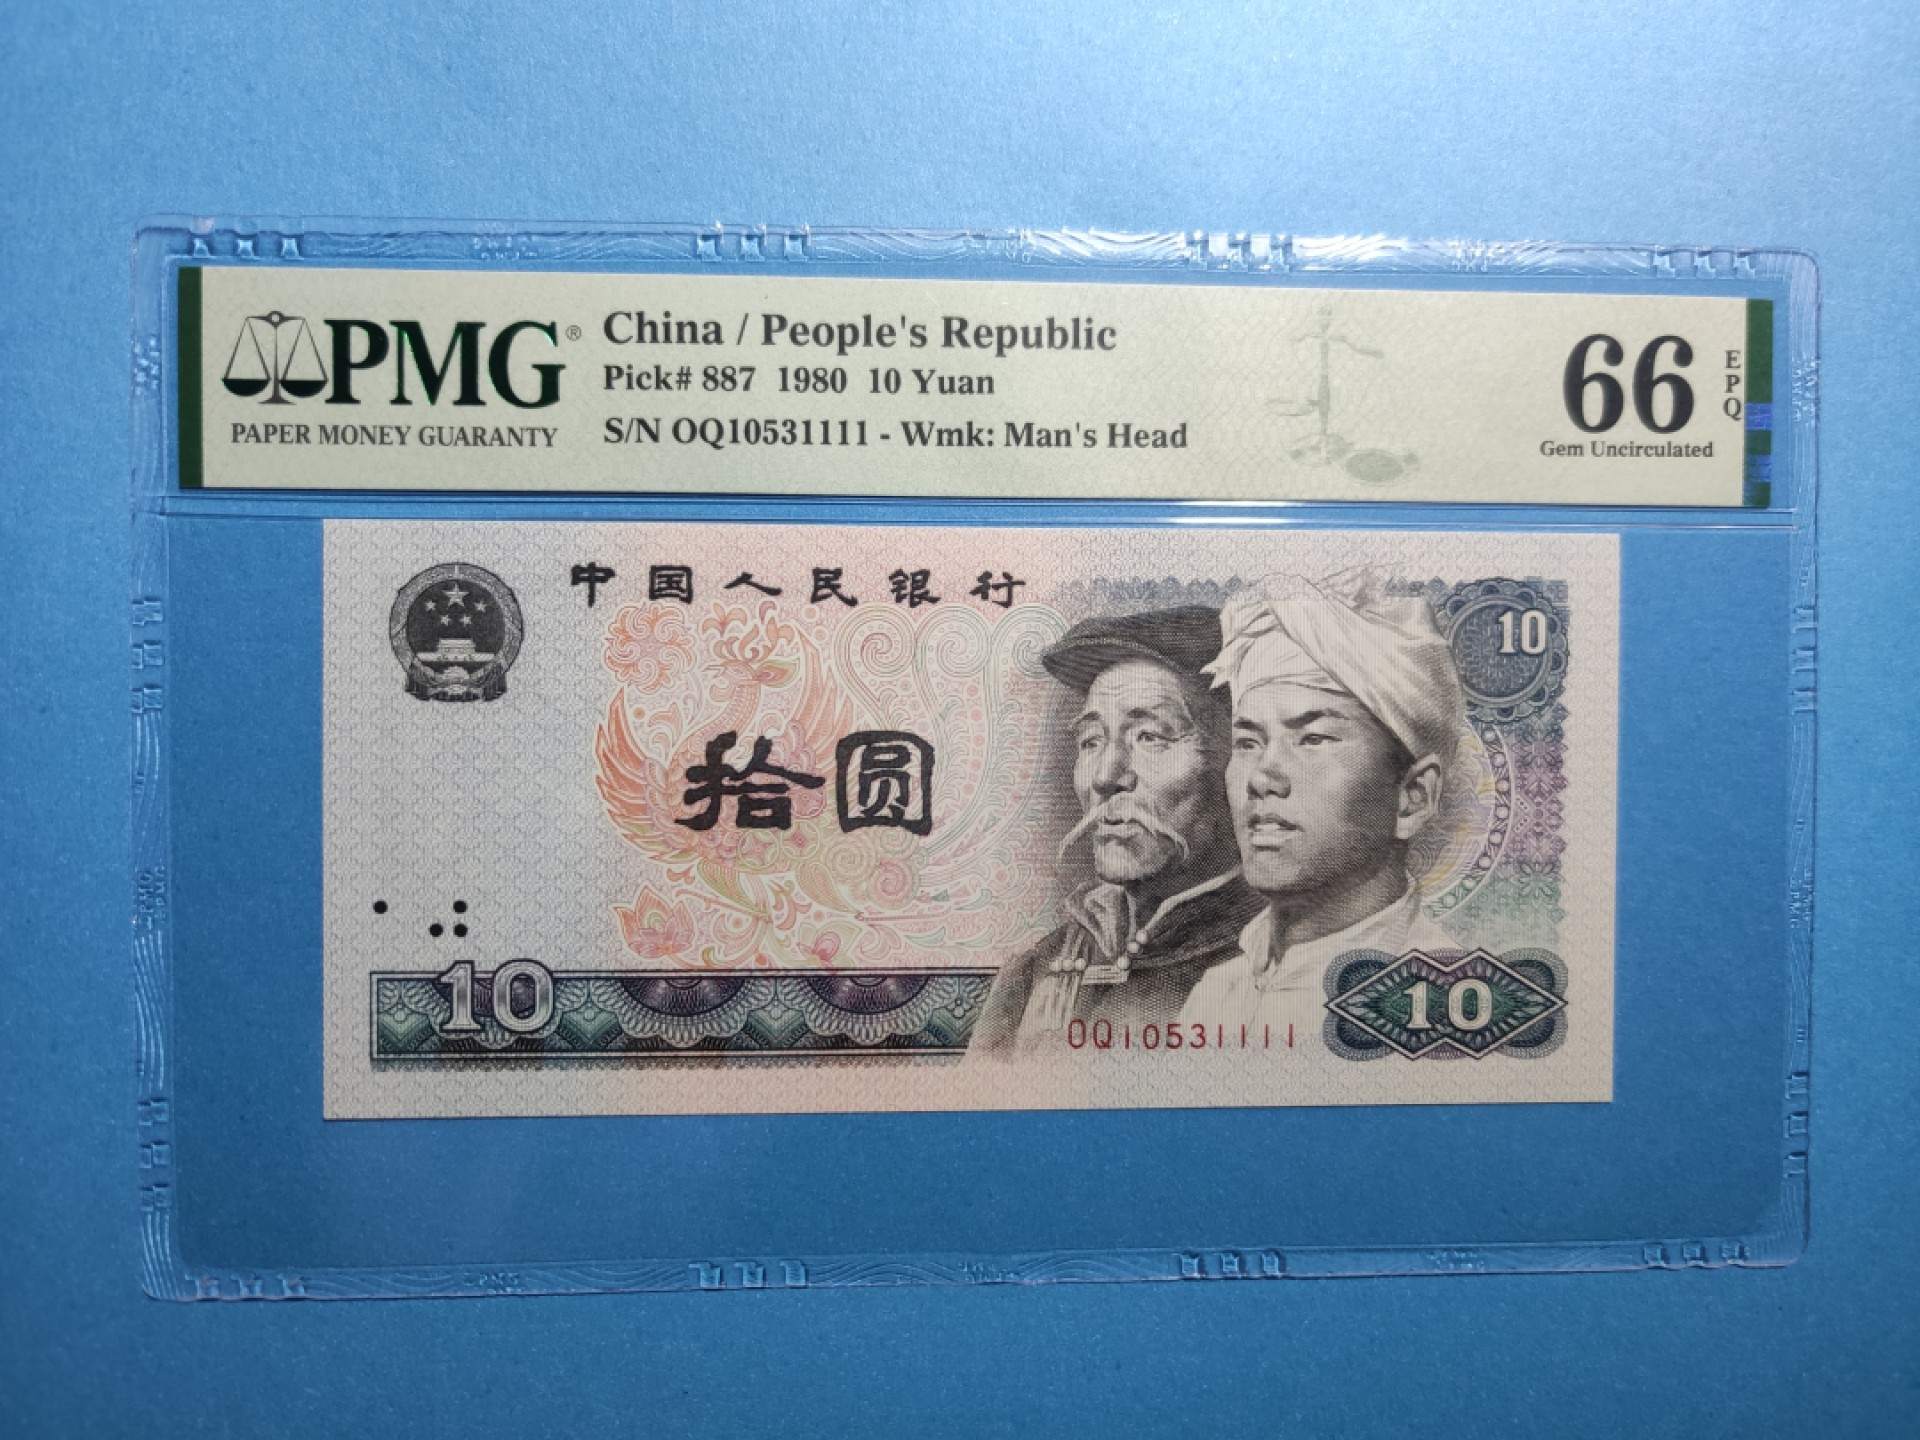 PMG®
PAPER MONEY GUARANTY
China / People's Republic
Pick# 887 1980 10 Yuan
S/N OQ10531111 - Wmk: Man's Head
66
EPQ
Gem Uncirculated
中国人民银行
10
拾圆
10
OQ10531111
10